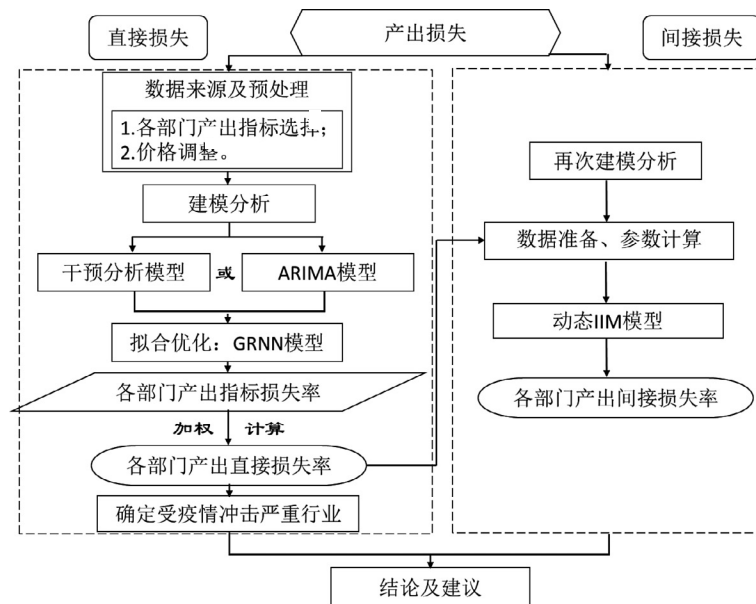 直接损失
产出损失
间接损失
数据来源及预处理
1.各部门产出指标选择；
2.价格调整。
建模分析
干预分析模型 或 ARIMA模型
拟合优化：GRNN模型
各部门产出指标损失率
加权 计算
各部门产出直接损失率
确定受疫情冲击严重行业
再次建模分析
数据准备、参数计算
动态IIM模型
各部门产出间接损失率
结论及建议